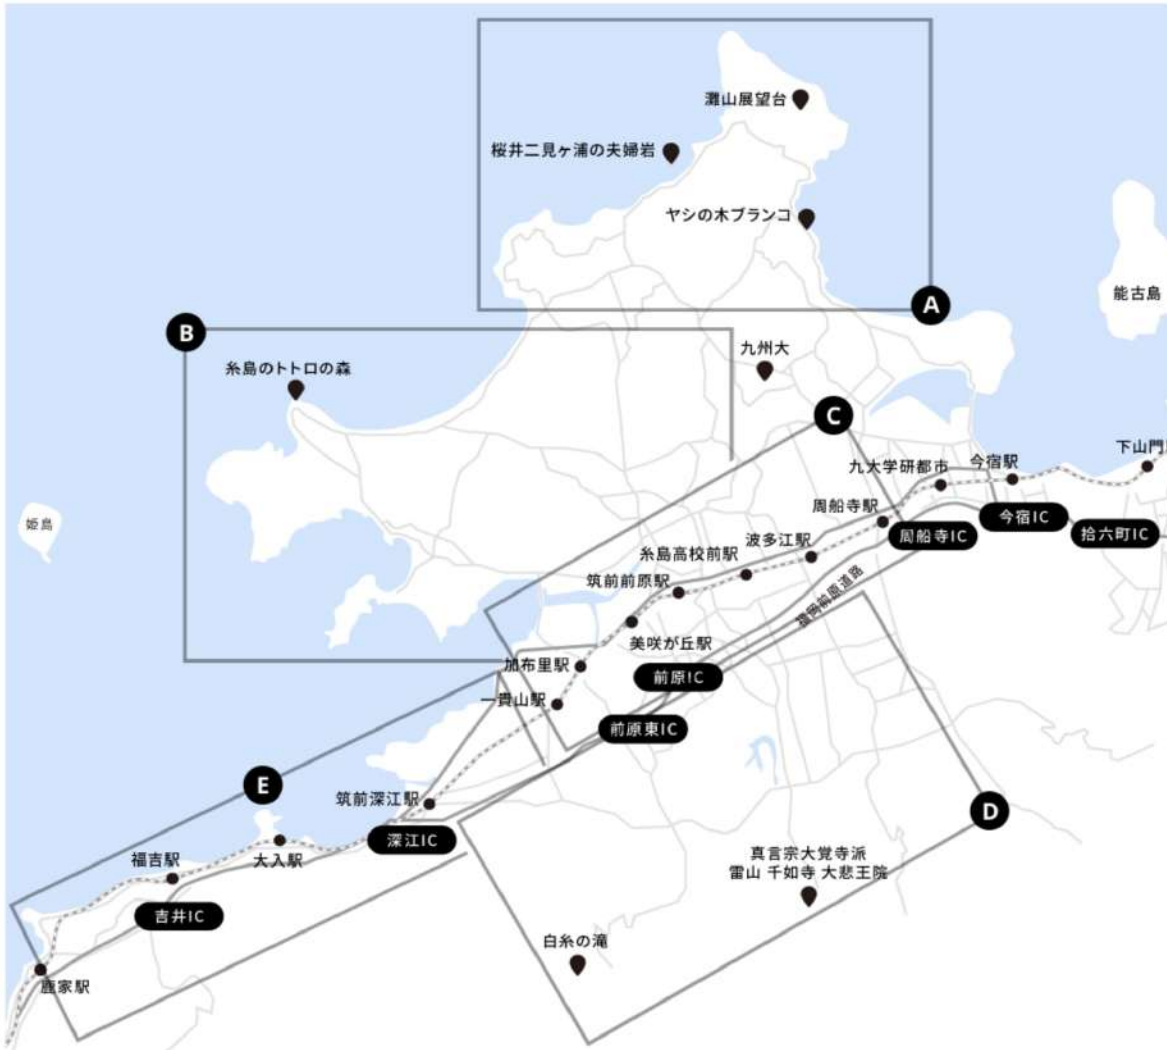 灘山展望台
桜井二見ヶ浦の夫婦岩
ヤシの木ブランコ
能古島
A
B
九州大
糸島のトトロの森
C
下山門
九大学研都市
今宿駅
周船寺駅
今宿IC
姫島
周船寺IC
拾六町IC
波多江駅
糸島高校前駅
筑前前原駅
福岡前原道路
美咲が丘駅
加布里駅
前原IC
一貴山駅
前原東IC
E
筑前深江駅
D
深江IC
福吉駅
大入駅
真言宗大覚寺派
雷山 千如寺 大悲王院
吉井IC
白糸の滝
鹿家駅